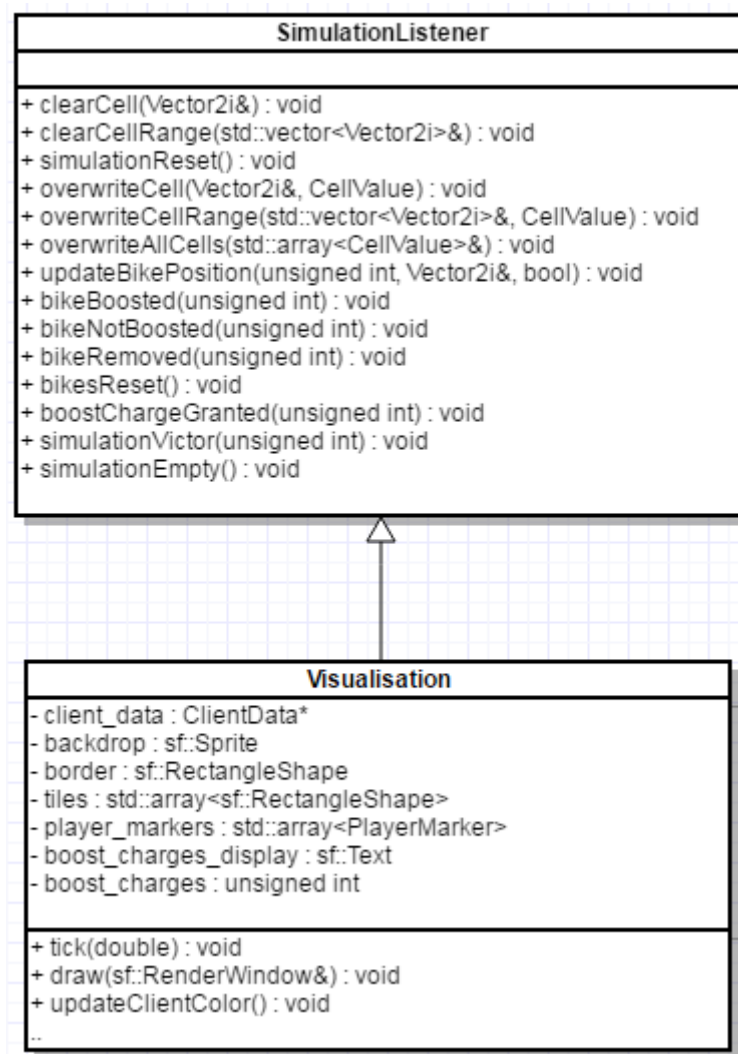 SimulationListener
+ clearCell(Vector2i&) : void
+ clearCellRange(std::vector<Vector2i>&) : void
+ simulationReset() : void
+ overwriteCell(Vector2i&, CellValue) : void
+ overwriteCellRange(std::vector<Vector2i>&, CellValue) : void
+ overwriteAllCells(std::array<CellValue>&) : void
+ updateBikePosition(unsigned int, Vector2i&, bool) : void
+ bikeBoosted(unsigned int) : void
+ bikeNotBoosted(unsigned int) : void
+ bikeRemoved(unsigned int) : void
+ bikesReset() : void
+ boostChargeGranted(unsigned int) : void
+ simulationVictor(unsigned int) : void
+ simulationEmpty() : void
Visualisation
- client_data : ClientData*
- backdrop : sf::Sprite
- border : sf::RectangleShape
- tiles : std::array<sf::RectangleShape>
- player_markers : std::array<PlayerMarker>
- boost_charges_display : sf::Text
- boost_charges : unsigned int
+ tick(double) : void
+ draw(sf::RenderWindow&) : void
+ updateClientColor() : void
..